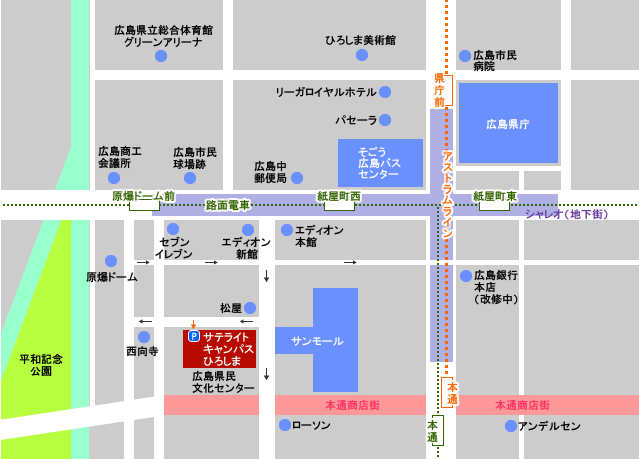 広島県立総合体育館
グリーンアリーナ
ひろしま美術館
広島市民
病院
リーガロイヤルホテル
県庁前
パセーラ
広島県庁
広島商工
会議所
広島市民
球場跡
広島中
郵便局
そごう
広島バス
センター
アストラムライン
原爆ドーム前
路面電車
紙屋町西
紙屋町東
シャレオ(地下街)
セブン
イレブン
エディオン
新館
エディオン
本館
原爆ドーム
広島銀行
本店
(改修中)
松屋
P
サテライト
キャンパス
ひろしま
サンモール
西向寺
平和記念
公園
広島県民
文化センター
本通
本通商店街
本通商店街
ローソン
本通
アンデルセン